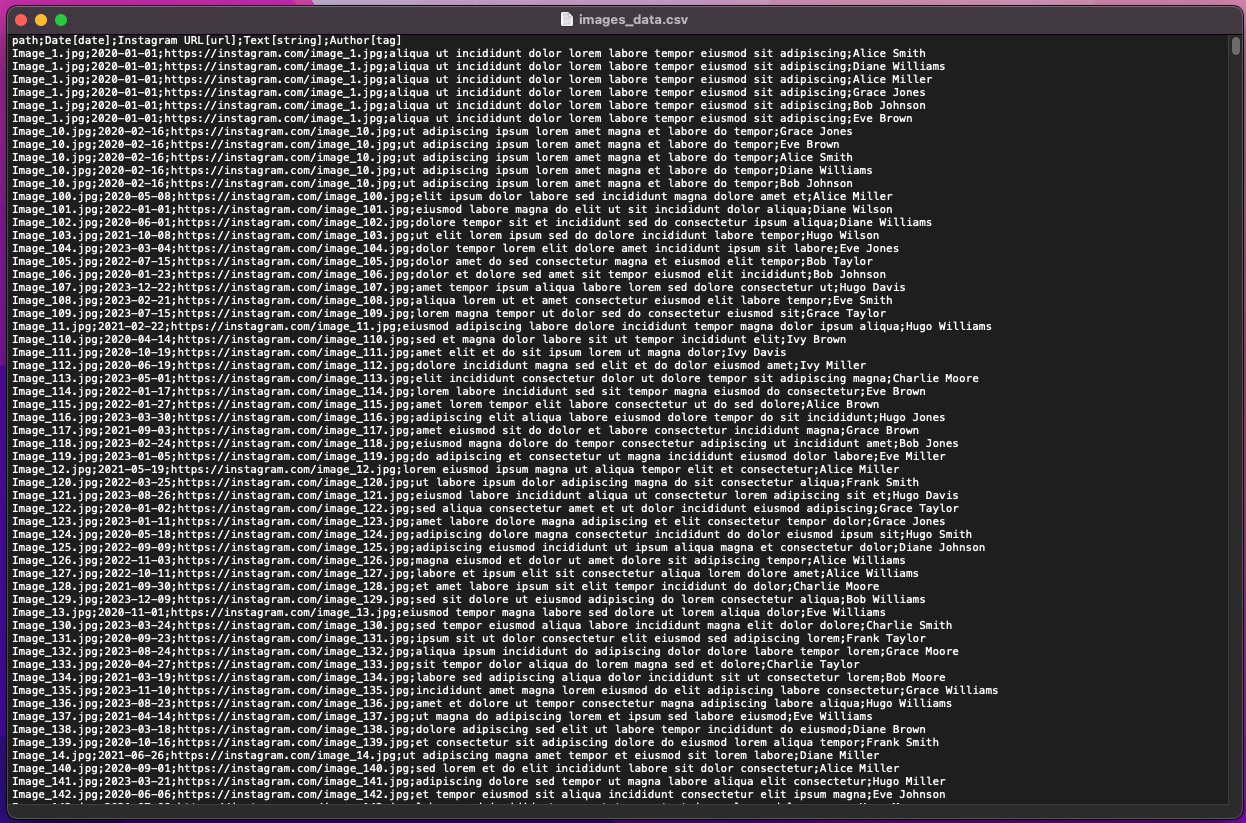 images_data.csv
path;Date[date];Instagram URL[url];Text[string];Author[tag]
Image_1.jpg;2020-01-01;https://instagram.com/image_1.jpg;aliqua ut incididunt dolor lorem labore tempor eiusmod sit adipiscing;Alice Smith
Image_1.jpg;2020-01-01;https://instagram.com/image_1.jpg;aliqua ut incididunt dolor lorem labore tempor eiusmod sit adipiscing;Diane Williams
Image_1.jpg;2020-01-01;https://instagram.com/image_1.jpg;aliqua ut incididunt dolor lorem labore tempor eiusmod sit adipiscing;Alice Miller
Image_1.jpg;2020-01-01;https://instagram.com/image_1.jpg;aliqua ut incididunt dolor lorem labore tempor eiusmod sit adipiscing;Grace Jones
Image_1.jpg;2020-01-01;https://instagram.com/image_1.jpg;aliqua ut incididunt dolor lorem labore tempor eiusmod sit adipiscing;Bob Johnson
Image_1.jpg;2020-01-01;https://instagram.com/image_1.jpg;aliqua ut incididunt dolor lorem labore tempor eiusmod sit adipiscing;Eve Brown
Image_10.jpg;2020-02-16;https://instagram.com/image_10.jpg;ut adipiscing ipsum lorem amet magna et labore do tempor;Grace Jones
Image_10.jpg;2020-02-16;https://instagram.com/image_10.jpg;ut adipiscing ipsum lorem amet magna et labore do tempor;Eve Brown
Image_10.jpg;2020-02-16;https://instagram.com/image_10.jpg;ut adipiscing ipsum lorem amet magna et labore do tempor;Alice Smith
Image_10.jpg;2020-02-16;https://instagram.com/image_10.jpg;ut adipiscing ipsum lorem amet magna et labore do tempor;Diane Williams
Image_10.jpg;2020-02-16;https://instagram.com/image_10.jpg;ut adipiscing ipsum lorem amet magna et labore do tempor;Bob Johnson
Image_100.jpg;2020-05-08;https://instagram.com/image_100.jpg;elit ipsum dolor labore sed incididunt magna dolore amet et;Alice Miller
Image_101.jpg;2022-01-01;https://instagram.com/image_101.jpg;eiusmod labore magna do elit ut sit incididunt dolor aliqua;Diane Wilson
Image_102.jpg;2020-06-01;https://instagram.com/image_102.jpg;dolore tempor sit et incididunt sed do consectetur ipsum aliqua;Diane Williams
Image_103.jpg;2021-10-08;https://instagram.com/image_103.jpg;ut elit lorem ipsum sed do dolore incididunt labore tempor;Hugo Wilson
Image_104.jpg;2023-03-04;https://instagram.com/image_104.jpg;dolor tempor lorem elit dolore amet incididunt ipsum sit labore;Eve Jones
Image_105.jpg;2022-07-15;https://instagram.com/image_105.jpg;dolor amet do sed consectetur magna et eiusmod elit tempor;Bob Taylor
Image_106.jpg;2020-01-23;https://instagram.com/image_106.jpg;dolor et dolore sed amet sit tempor eiusmod elit incididunt;Bob Johnson
Image_107.jpg;2023-12-22;https://instagram.com/image_107.jpg;amet tempor ipsum aliqua labore lorem sed dolore consectetur ut;Hugo Davis
Image_108.jpg;2023-02-21;https://instagram.com/image_108.jpg;aliqua lorem ut et amet consectetur eiusmod elit labore tempor;Eve Smith
Image_109.jpg;2023-07-15;https://instagram.com/image_109.jpg;lorem magna tempor ut dolor sed do consectetur eiusmod sit;Grace Taylor
Image_11.jpg;2021-02-22;https://instagram.com/image_11.jpg;eiusmod adipiscing labore dolore incididunt tempor magna dolor ipsum aliqua;Hugo Williams
Image_110.jpg;2020-04-14;https://instagram.com/image_110.jpg;sed et magna dolor labore sit ut tempor incididunt elit;Ivy Brown
Image_111.jpg;2020-10-19;https://instagram.com/image_111.jpg;amet elit et do sit ipsum lorem ut magna dolor;Ivy Davis
Image_112.jpg;2020-06-19;https://instagram.com/image_112.jpg;dolore incididunt magna sed elit et do dolor eiusmod amet;Ivy Miller
Image_113.jpg;2023-05-01;https://instagram.com/image_113.jpg;elit incididunt consectetur dolor ut dolore tempor sit adipiscing magna;Charlie Moore
Image_114.jpg;2022-01-17;https://instagram.com/image_114.jpg;lorem labore incididunt sed sit tempor magna eiusmod do consectetur;Eve Brown
Image_115.jpg;2022-01-27;https://instagram.com/image_115.jpg;amet lorem tempor elit labore consectetur ut do sed dolore;Alice Brown
Image_116.jpg;2023-03-30;https://instagram.com/image_116.jpg;adipiscing elit aliqua labore eiusmod dolore tempor do sit incididunt;Hugo Jones
Image_117.jpg;2021-09-03;https://instagram.com/image_117.jpg;amet eiusmod sit do dolor et labore consectetur incididunt magna;Grace Brown
Image_118.jpg;2023-02-24;https://instagram.com/image_118.jpg;eiusmod magna dolore do tempor consectetur adipiscing ut incididunt amet;Bob Jones
Image_119.jpg;2023-01-05;https://instagram.com/image_119.jpg;do adipiscing et consectetur ut magna incididunt eiusmod dolor labore;Eve Miller
Image_12.jpg;2021-05-19;https://instagram.com/image_12.jpg;lorem eiusmod ipsum magna ut aliqua tempor elit et consectetur;Alice Miller
Image_120.jpg;2022-03-25;https://instagram.com/image_120.jpg;ut labore ipsum dolor adipiscing magna do sit consectetur aliqua;Frank Smith
Image_121.jpg;2023-08-26;https://instagram.com/image_121.jpg;eiusmod labore incididunt aliqua ut consectetur lorem adipiscing sit et;Hugo Davis
Image_122.jpg;2020-01-02;https://instagram.com/image_122.jpg;sed aliqua consectetur amet et ut dolor incididunt eiusmod adipiscing;Grace Taylor
Image_123.jpg;2023-01-11;https://instagram.com/image_123.jpg;amet labore dolore magna adipiscing et elit consectetur tempor dolor;Grace Jones
Image_124.jpg;2020-05-18;https://instagram.com/image_124.jpg;adipiscing dolore magna consectetur incididunt do dolor eiusmod ipsum sit;Hugo Smith
Image_125.jpg;2022-09-09;https://instagram.com/image_125.jpg;adipiscing eiusmod incididunt ut ipsum aliqua magna et consectetur dolor;Diane Johnson
Image_126.jpg;2022-11-03;https://instagram.com/image_126.jpg;magna eiusmod et dolor ut amet dolore sit adipiscing tempor;Alice Williams
Image_127.jpg;2022-10-11;https://instagram.com/image_127.jpg;labore et ipsum elit sit consectetur aliqua lorem dolore amet;Alice Williams
Image_128.jpg;2021-09-30;https://instagram.com/image_128.jpg;et amet labore ipsum sit elit tempor incididunt do dolor;Charlie Moore
Image_129.jpg;2023-12-09;https://instagram.com/image_129.jpg;sed sit dolore ut eiusmod adipiscing do lorem consectetur aliqua;Bob Williams
Image_13.jpg;2020-11-01;https://instagram.com/image_13.jpg;eiusmod tempor magna labore sed dolore ut lorem aliqua dolor;Eve Williams
Image_130.jpg;2023-03-24;https://instagram.com/image_130.jpg;sed tempor eiusmod aliqua labore incididunt magna elit dolor dolore;Charlie Smith
Image_131.jpg;2020-09-23;https://instagram.com/image_131.jpg;ipsum sit ut dolor consectetur elit eiusmod sed adipiscing lorem;Frank Taylor
Image_132.jpg;2023-08-24;https://instagram.com/image_132.jpg;aliqua ipsum incididunt do adipiscing dolor dolore labore tempor lorem;Grace Moore
Image_133.jpg;2020-04-27;https://instagram.com/image_133.jpg;sit tempor dolor aliqua do lorem magna sed et dolore;Charlie Taylor
Image_134.jpg;2021-03-19;https://instagram.com/image_134.jpg;labore sed adipiscing aliqua dolor incididunt sit ut consectetur lorem;Bob Moore
Image_135.jpg;2023-11-10;https://instagram.com/image_135.jpg;incididunt amet magna lorem eiusmod do elit adipiscing labore consectetur;Grace Williams
Image_136.jpg;2023-08-23;https://instagram.com/image_136.jpg;amet et dolore ut tempor consectetur magna adipiscing labore aliqua;Hugo Williams
Image_137.jpg;2021-04-14;https://instagram.com/image_137.jpg;ut magna do adipiscing lorem et ipsum sed labore eiusmod;Eve Williams
Image_138.jpg;2023-03-18;https://instagram.com/image_138.jpg;dolore adipiscing sed elit ut labore tempor incididunt do eiusmod;Diane Brown
Image_139.jpg;2020-10-16;https://instagram.com/image_139.jpg;et consectetur sit adipiscing dolore do eiusmod lorem aliqua tempor;Frank Smith
Image_14.jpg;2021-06-26;https://instagram.com/image_14.jpg;ut adipiscing magna amet tempor et eiusmod sit lorem labore;Diane Miller
Image_140.jpg;2020-09-01;https://instagram.com/image_140.jpg;sed lorem et do elit incididunt labore sit dolor consectetur;Alice Miller
Image_141.jpg;2023-03-21;https://instagram.com/image_141.jpg;adipiscing dolore sed tempor ut magna labore aliqua elit consectetur;Hugo Miller
Image_142.jpg;2020-06-06;https://instagram.com/image_142.jpg;et tempor eiusmod sit aliqua labore elit consectetur ipsum magna;Eve Johnson